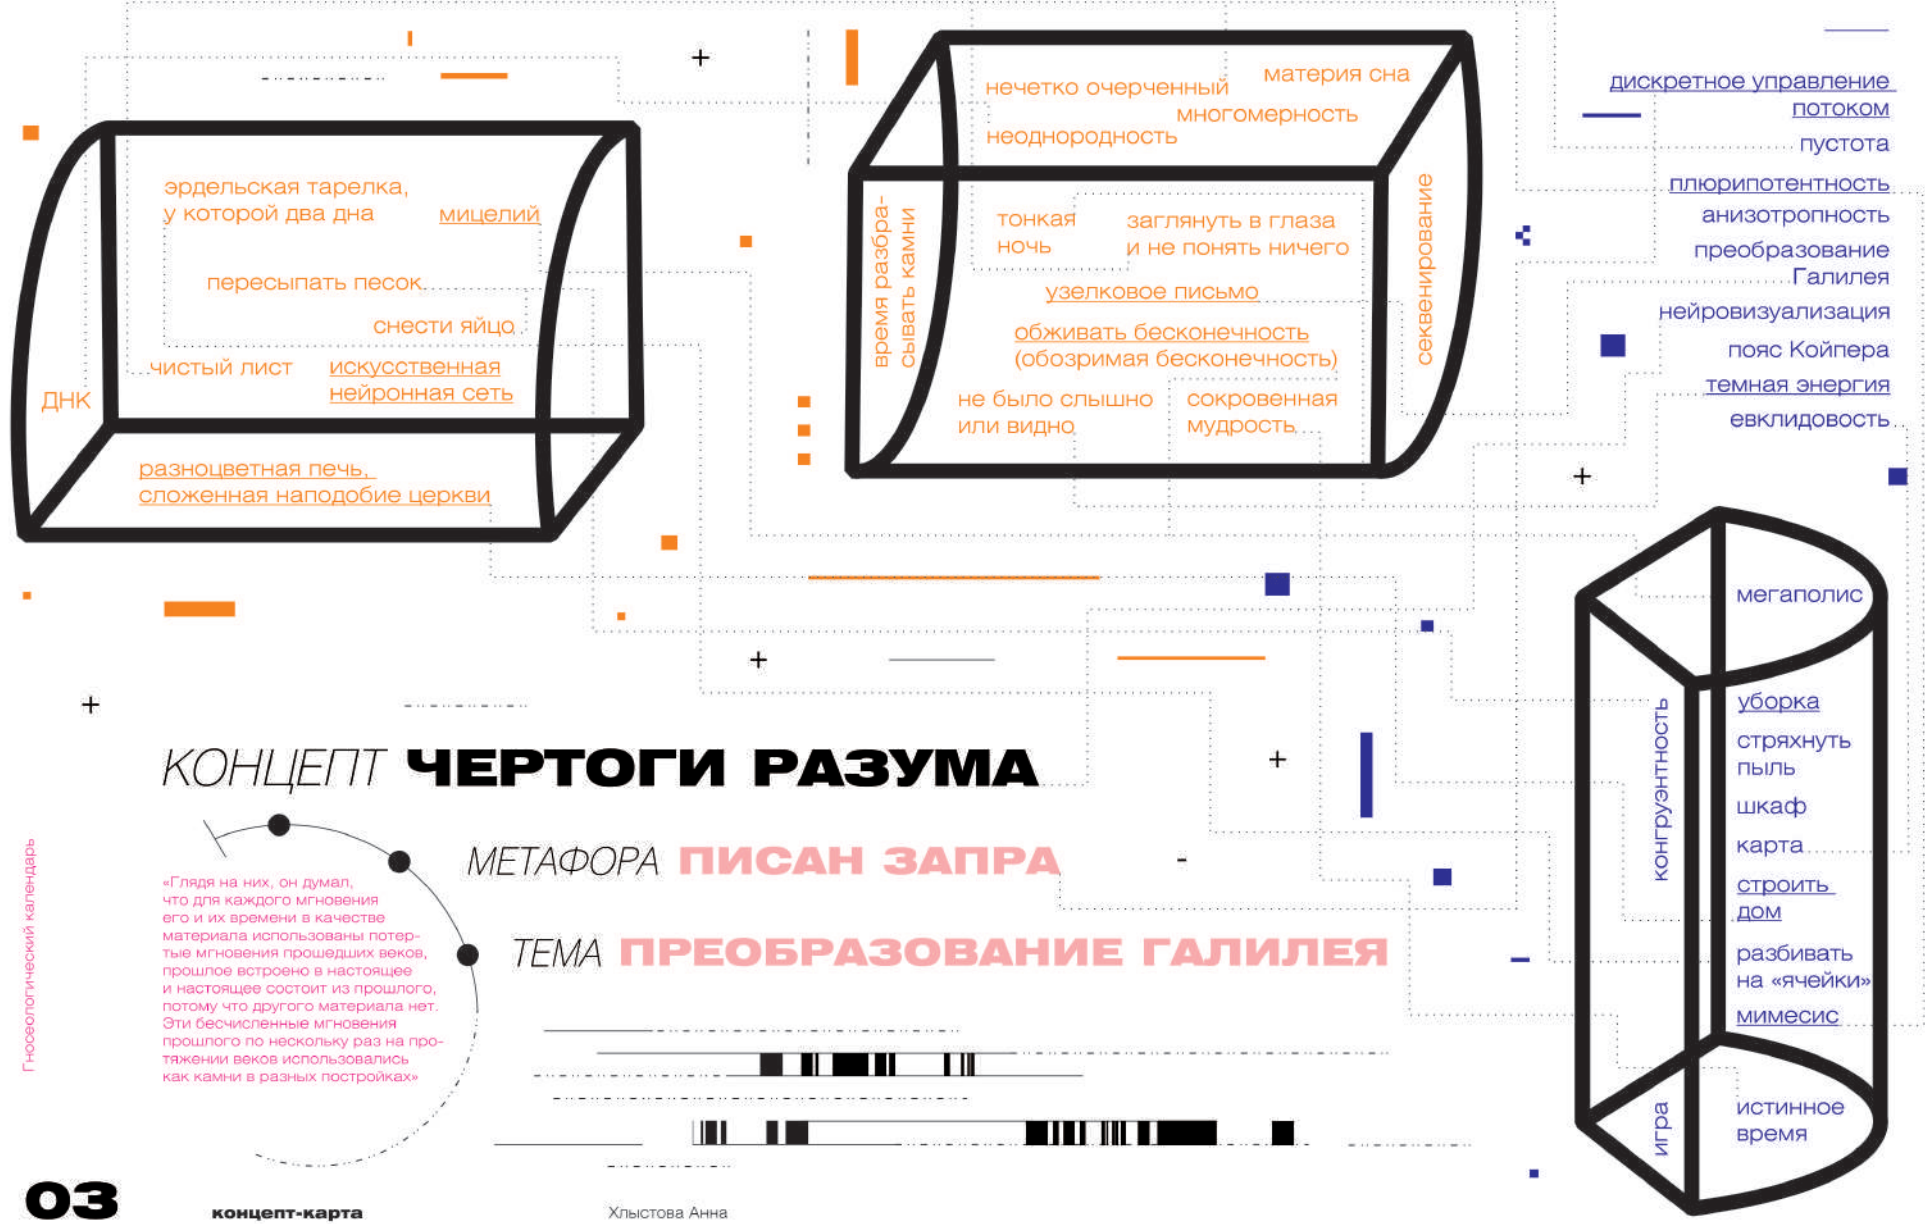 эрдельская тарелка,
у которой два дна
мицелий
пересыпать песок
снести яйцо
чистый лист
искусственная
нейронная сеть
ДНК
разноцветная печь,
сложенная наподобие церкви
нечетко очерченный
материя сна
многомерность
неоднородность
время разбра-
сывать камни
тонкая
ночь
заглянуть в глаза
и не понять ничего
узелковое письмо
обживать бесконечность
(обозримая бесконечность)
не было слышно
или видно
сокровенная
мудрость
секвенирование
дискретное управление
потоком
пустота
плюрипотентность
анизотропность
преобразование
Галилея
нейровизуализация
пояс Койпера
темная энергия
евклидовость
мегаполис
конгруэнтность
уборка
стряхнуть
пыль
шкаф
карта
строить
дом
разбивать
на «ячейки»
мимесис
игра
истинное
время
КОНЦЕПТ ЧЕРТОГИ РАЗУМА
МЕТАФОРА ПИСАН ЗАПРА
ТЕМА ПРЕОБРАЗОВАНИЕ ГАЛИЛЕЯ
Гносеологический календарь
«Глядя на них, он думал,
что для каждого мгновения
его и их времени в качестве
материала использованы потер-
тые мгновения прошедших веков,
прошлое встроено в настоящее
и настоящее состоит из прошлого,
потому что другого материала нет.
Эти бесчисленные мгновения
прошлого по нескольку раз на про-
тяжении веков использовались
как камни в разных постройках»
03
концепт-карта
Хлыстова Анна